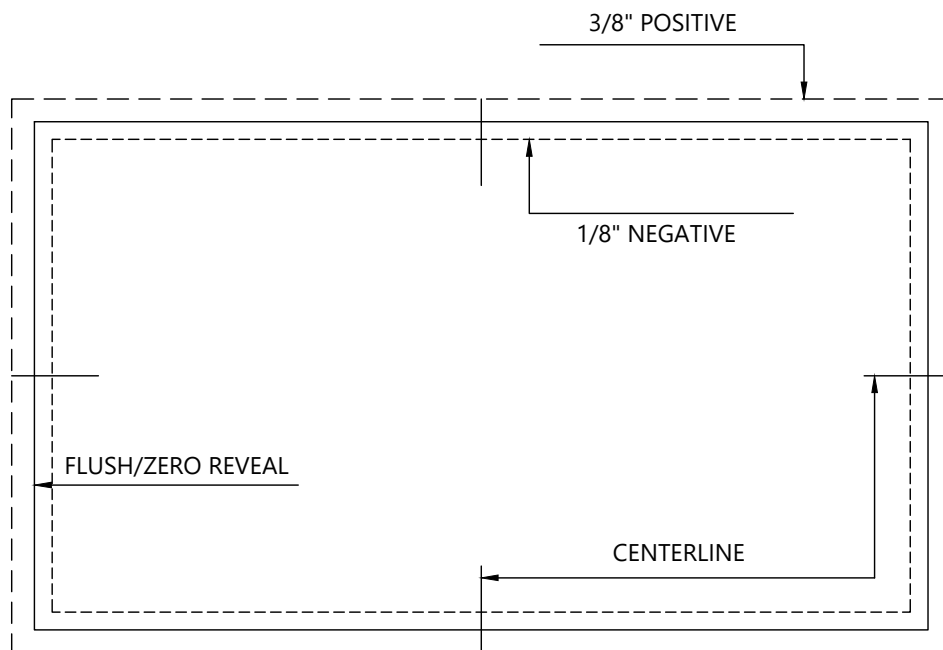 3/8" POSITIVE
1/8" NEGATIVE
FLUSH/ZERO REVEAL
CENTERLINE